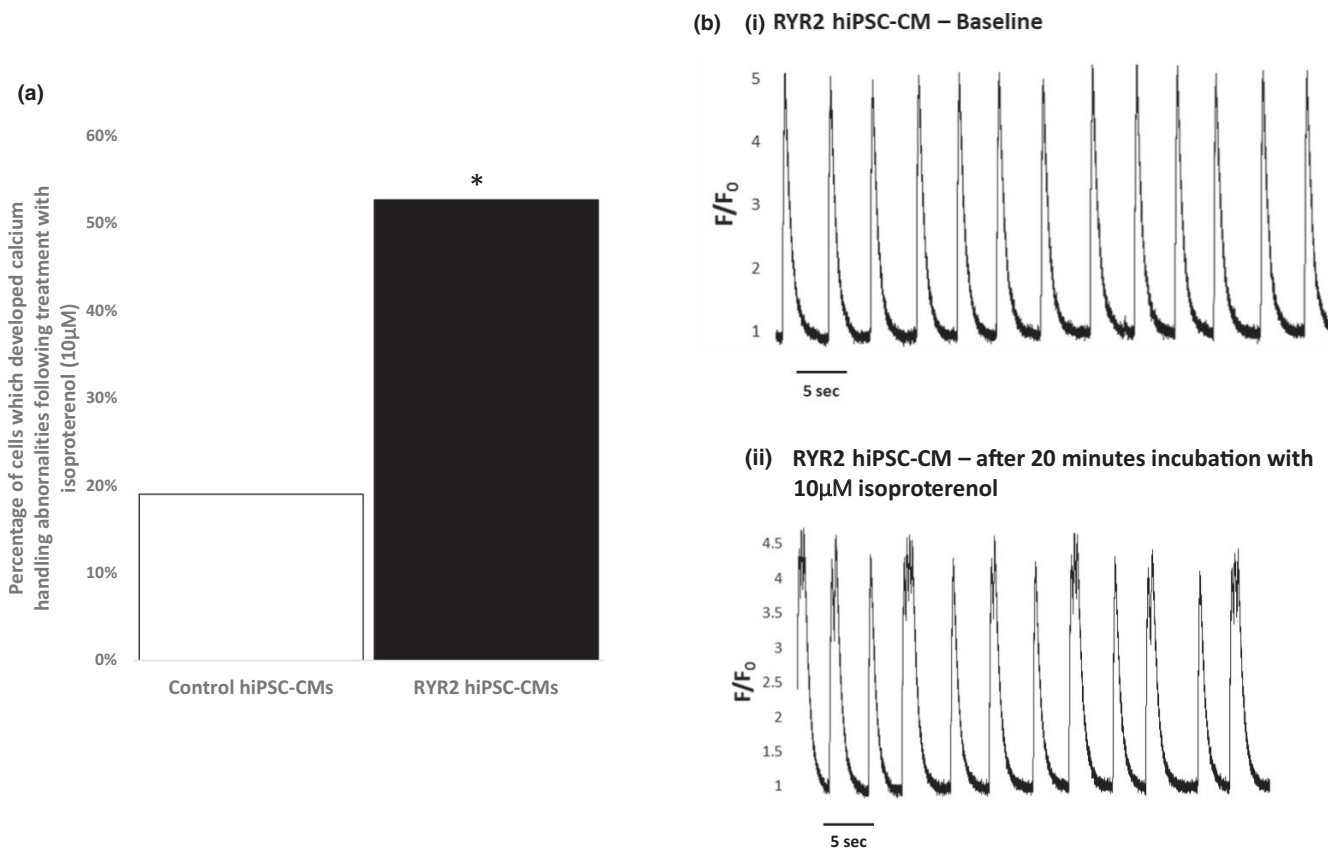 (a)
Percentage of cells which developed calcium
handling abnornalities following treatment with
isoproterenol (10μM)
60%
50%
40%
30%
20%
10%
0%
*
Control hiPSC-CMs
RYR2 hiPSC-CMs
(b) (i) RYR2 hiPSC-CM – Baseline
F/F0
5
4
3
2
1
5 sec
(ii) RYR2 hiPSC-CM – after 20 minutes incubation with
10μM isoproterenol
F/F0
4.5
4
3.5
3
2.5
2
1.5
1
5 sec